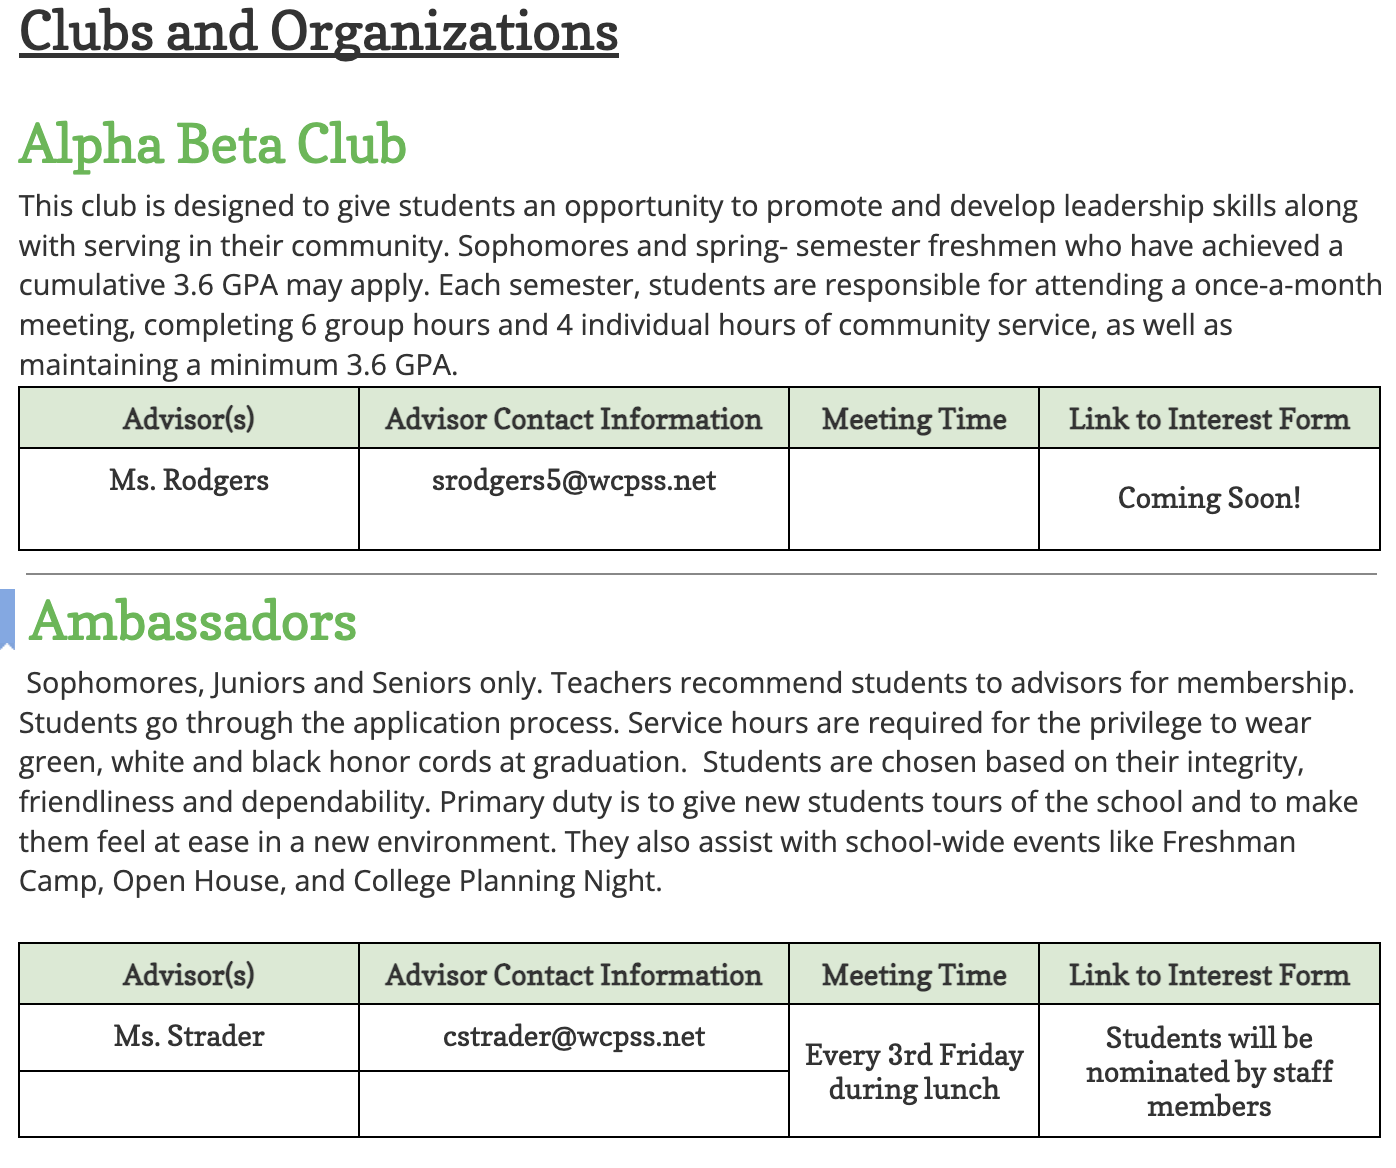 Clubs and Organizations
Alpha Beta Club
This club is designed to give students an opportunity to promote and develop leadership skills along
with serving in their community. Sophomores and spring- semester freshmen who have achieved a
cumulative 3.6 GPA may apply. Each semester, students are responsible for attending a once-a-month
meeting, completing 6 group hours and 4 individual hours of community service, as well as
maintaining a minimum 3.6 GPA.
Advisor(s) Advisor Contact Information Meeting Time Link to Interest Form
Ms. Rodgers srodgers5@wcpss.net
Coming Soon!
Ambassadors
Sophomores, Juniors and Seniors only. Teachers recommend students to advisors for membership.
Students go through the application process. Service hours are required for the privilege to wear
green, white and black honor cords at graduation.  Students are chosen based on their integrity,
friendliness and dependability. Primary duty is to give new students tours of the school and to make
them feel at ease in a new environment. They also assist with school-wide events like Freshman
Camp, Open House, and College Planning Night.
Advisor(s) Advisor Contact Information Meeting Time Link to Interest Form
Ms. Strader cstrader@wcpss.net
Every 3rd Friday
during lunch
Students will be
nominated by staff
members